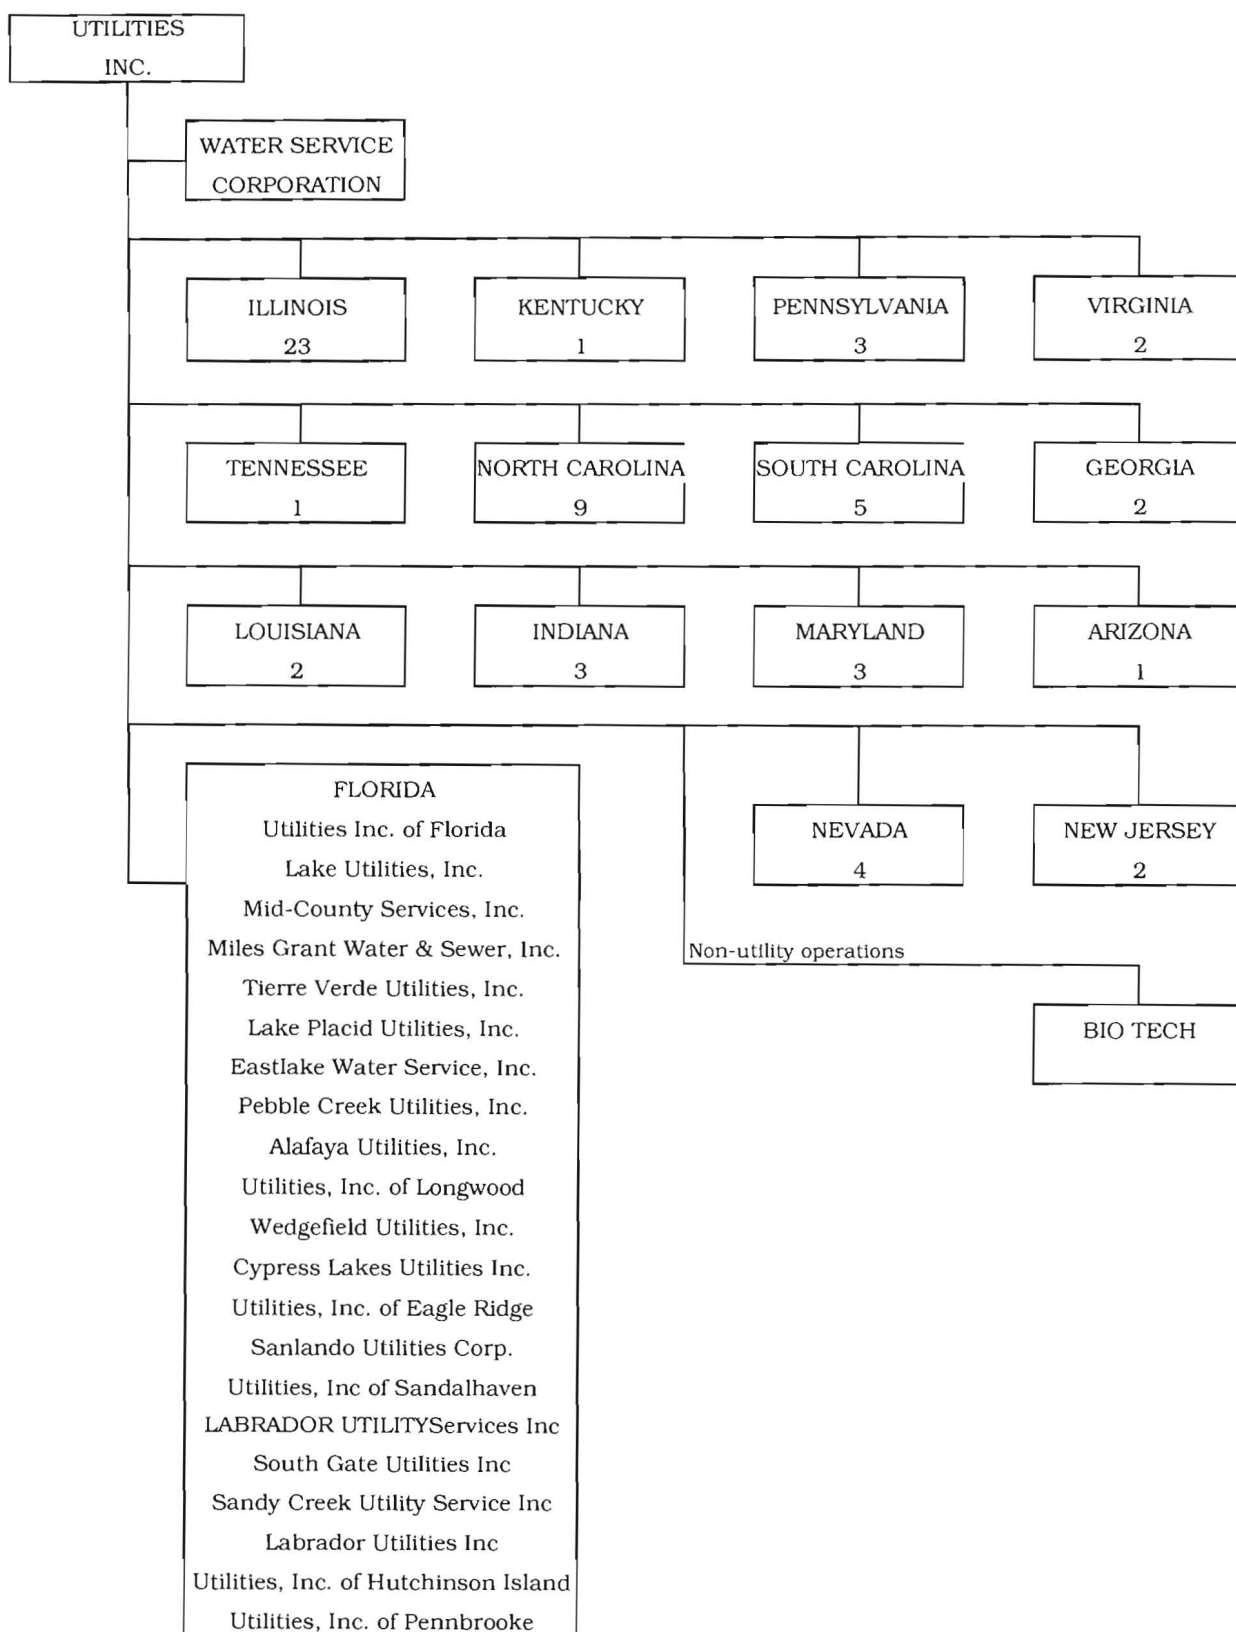 UTILITIES
INC.
WATER SERVICE
CORPORATION
ILLINOIS
23
KENTUCKY
1
PENNSYLVANIA
3
VIRGINIA
2
TENNESSEE
1
NORTH CAROLINA
9
SOUTH CAROLINA
5
GEORGIA
2
LOUISIANA
2
INDIANA
3
MARYLAND
3
ARIZONA
1
FLORIDA
Utilities Inc. of Florida
Lake Utilities, Inc.
Mid-County Services, Inc.
Miles Grant Water & Sewer, Inc.
Tierre Verde Utilities, Inc.
Lake Placid Utilities, Inc.
Eastlake Water Service, Inc.
Pebble Creek Utilities, Inc.
Alafaya Utilities, Inc.
Utilities, Inc. of Longwood
Wedgefield Utilities, Inc.
Cypress Lakes Utilities Inc.
Utilities, Inc. of Eagle Ridge
Sanlando Utilities Corp.
Utilities, Inc of Sandalhaven
LABRADOR UTILITYServices Inc
South Gate Utilities Inc
Sandy Creek Utility Service Inc
Labrador Utilities Inc
Utilities, Inc. of Hutchinson Island
Utilities, Inc. of Pennbrooke
NEVADA
4
NEW JERSEY
2
Non-utility operations
BIO TECH